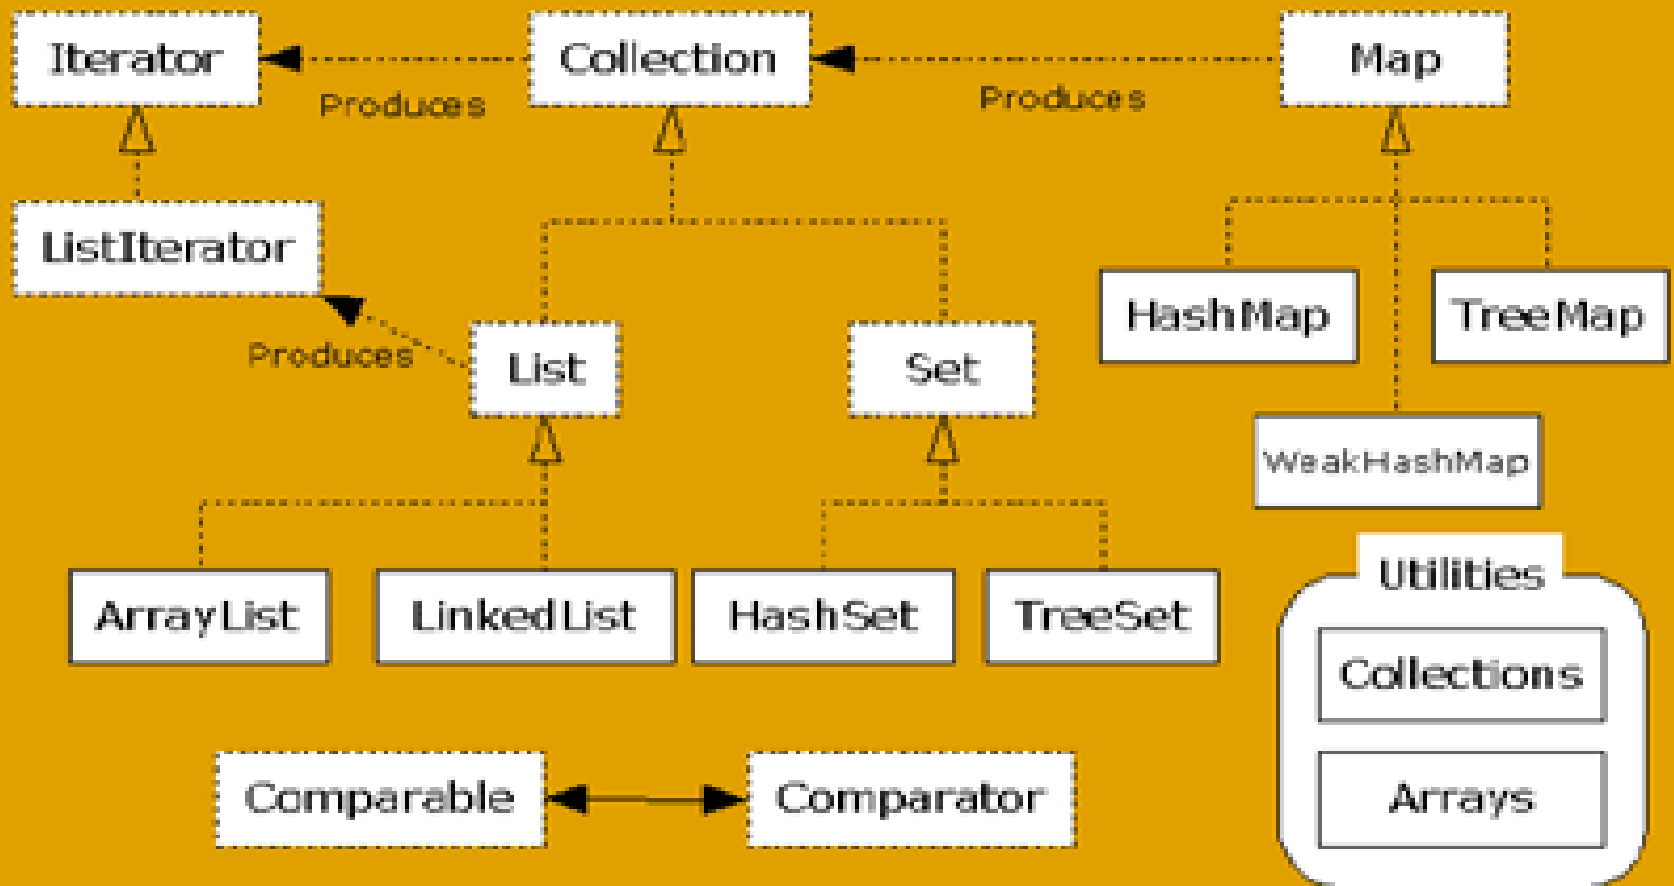 Iterator
Collection
Map
Produces
Produces
ListIterator
HashMap
TreeMap
Produces
List
Set
WeakHashMap
Utilities
ArrayList
LinkedList
HashSet
TreeSet
Collections
Comparable
Comparator
Arrays